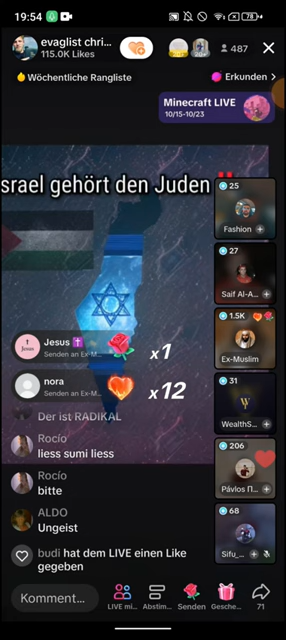 19:54
78
evaglist chri...
115.0K Likes
20+
487
Wöchentliche Rangliste
Erkunden >
Minecraft LIVE
10/15-10/23
srael gehört den Juden "
25
Fashion
27
Saif Al-A...
1.5K
Ex-Muslim
31
WealthS...
206
Pávlos Π...
68
Sifu_...
Jesus
Jesus ✝️
Senden an Ex-M...
x1
nora
Senden an Ex-M...
x12
Der ist RADIKAL
Rocío
liess sumi liess
Rocío
bitte
ALDO
Ungeist
budi hat dem LIVE einen Like
gegeben
Komment...
LIVE mi...
Abstim...
Senden
Gesche...
71